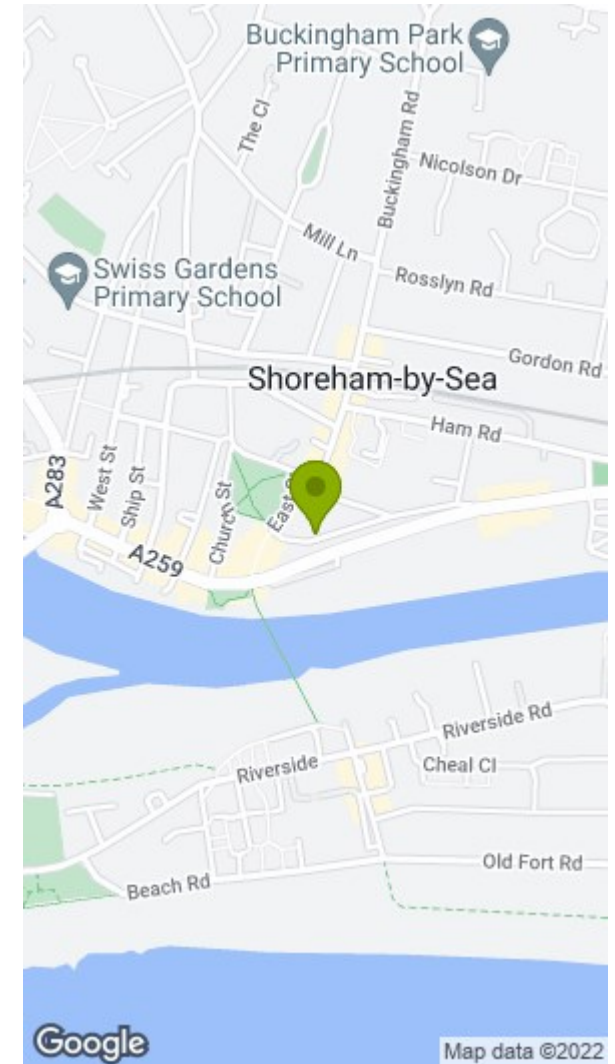 Buckingham Park
Primary School
The Cl
Buckingham Rd
Nicolson Dr
Mill Ln
Swiss Gardens
Primary School
Rosslyn Rd
Gordon Rd
Shoreham-by-Sea
Ham Rd
A283
West St
Ship St
Church St
East St
A259
Riverside Rd
Riverside
Cheal Cl
Old Fort Rd
Beach Rd
Google
Map data ©2022